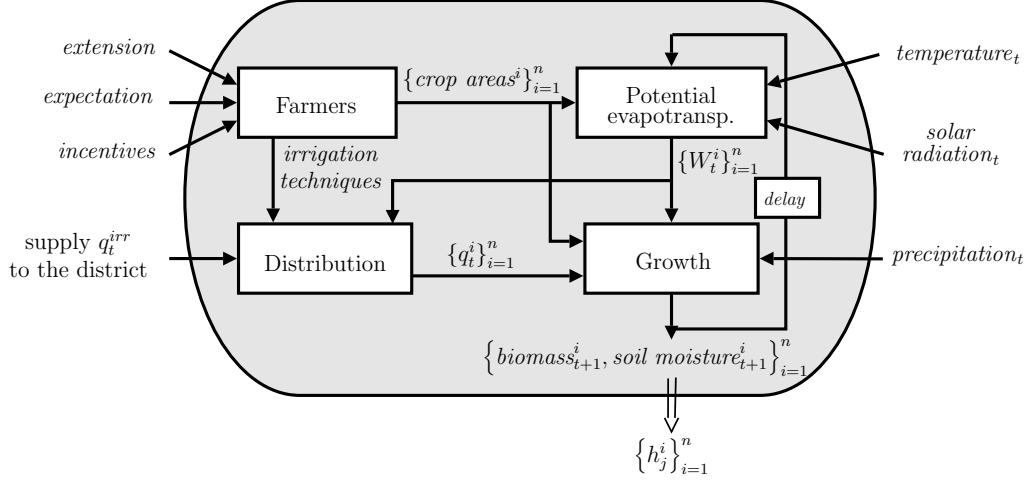 extension
expectation
incentives
Farmers
{crop areas^i}_{i=1}^n
Potential
evapotransp.
temperature_t
solar
radiation_t
irrigation
techniques
{W_t^i}_{i=1}^n
delay
supply q_t^{irr}
to the district
Distribution
{q_t^i}_{i=1}^n
Growth
precipitation_t
{biomass_{t+1}^i, soil moisture_{t+1}^i}_{i=1}^n
{h_j^i}_{i=1}^n